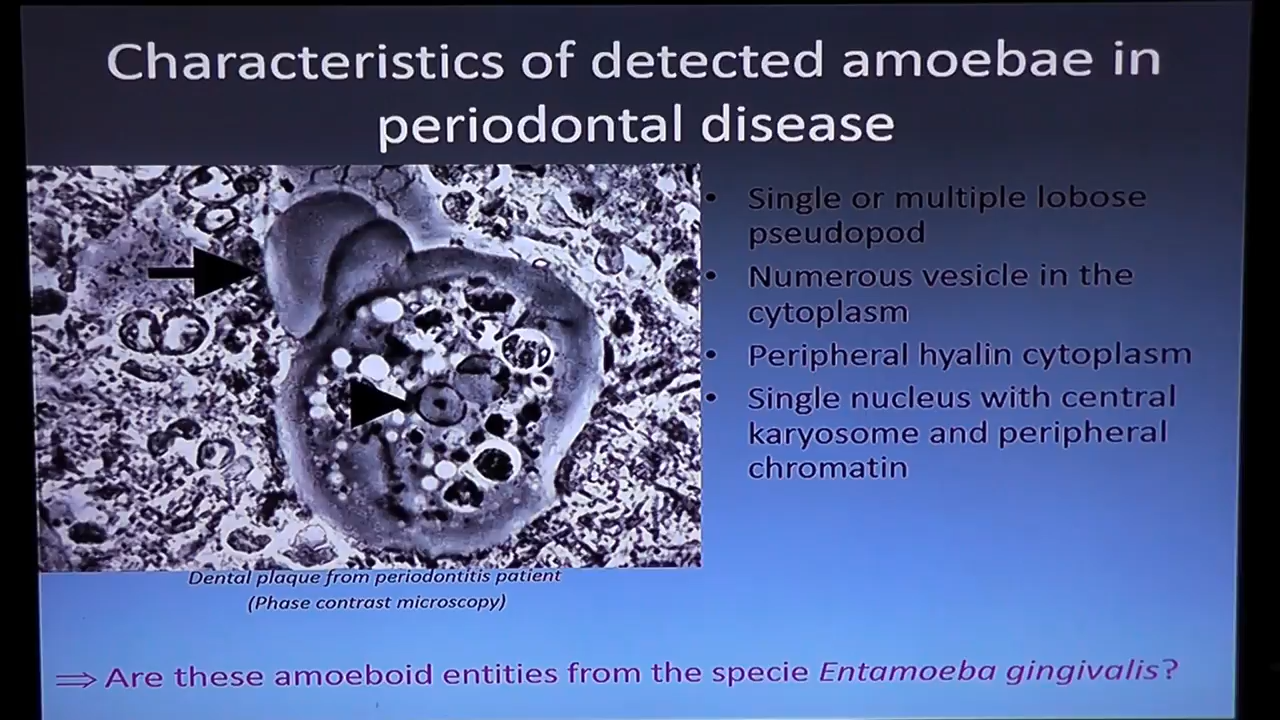 Characteristics of detected amoebae in
periodontal disease
• Single or multiple lobose
pseudopod
• Numerous vesicle in the
cytoplasm
• Peripheral hyalin cytoplasm
• Single nucleus with central
karyosome and peripheral
chromatin
Dental plaque from periodontitis patient
(Phase contrast microscopy)
⇒ Are these amoeboid entities from the specie Entamoeba gingivalis?